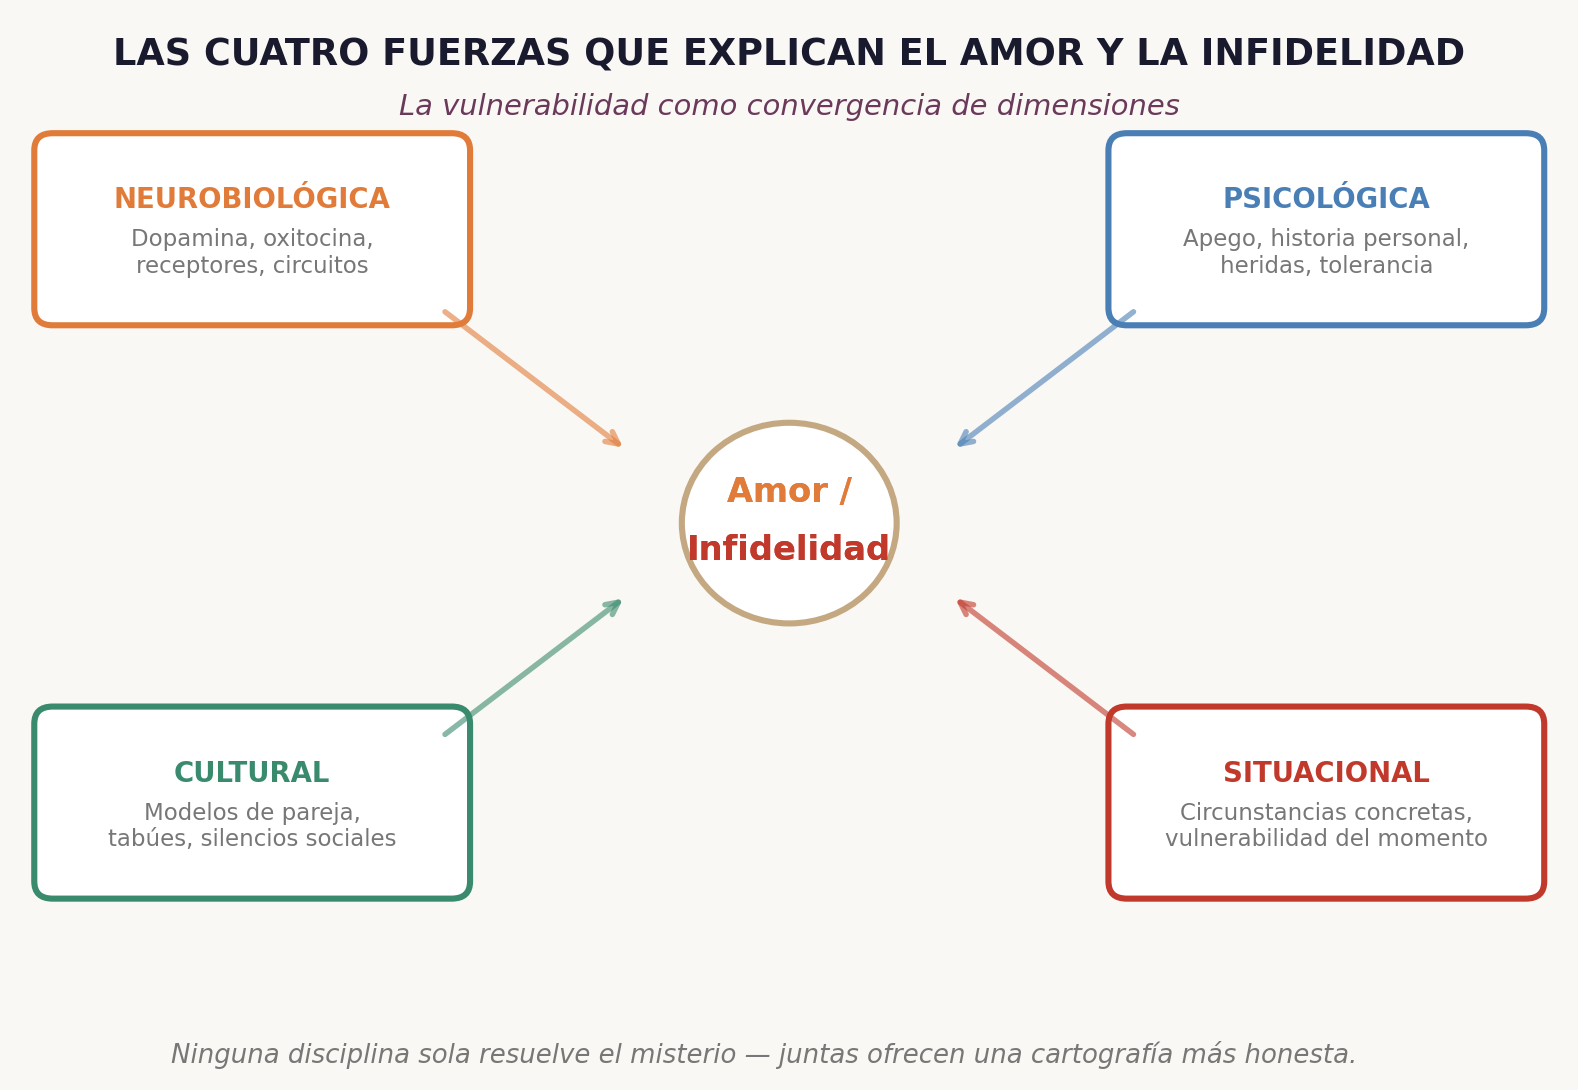 LAS CUATRO FUERZAS QUE EXPLICAN EL AMOR Y LA INFIDELIDAD
La vulnerabilidad como convergencia de dimensiones
NEUROBIOLÓGICA
Dopamina, oxitocina,
receptores, circuitos
PSICOLÓGICA
Apego, historia personal,
heridas, tolerancia
Amor /
Infidelidad
CULTURAL
Modelos de pareja,
tabúes, silencios sociales
SITUACIONAL
Circunstancias concretas,
vulnerabilidad del momento
Ninguna disciplina sola resuelve el misterio — juntas ofrecen una cartografía más honesta.